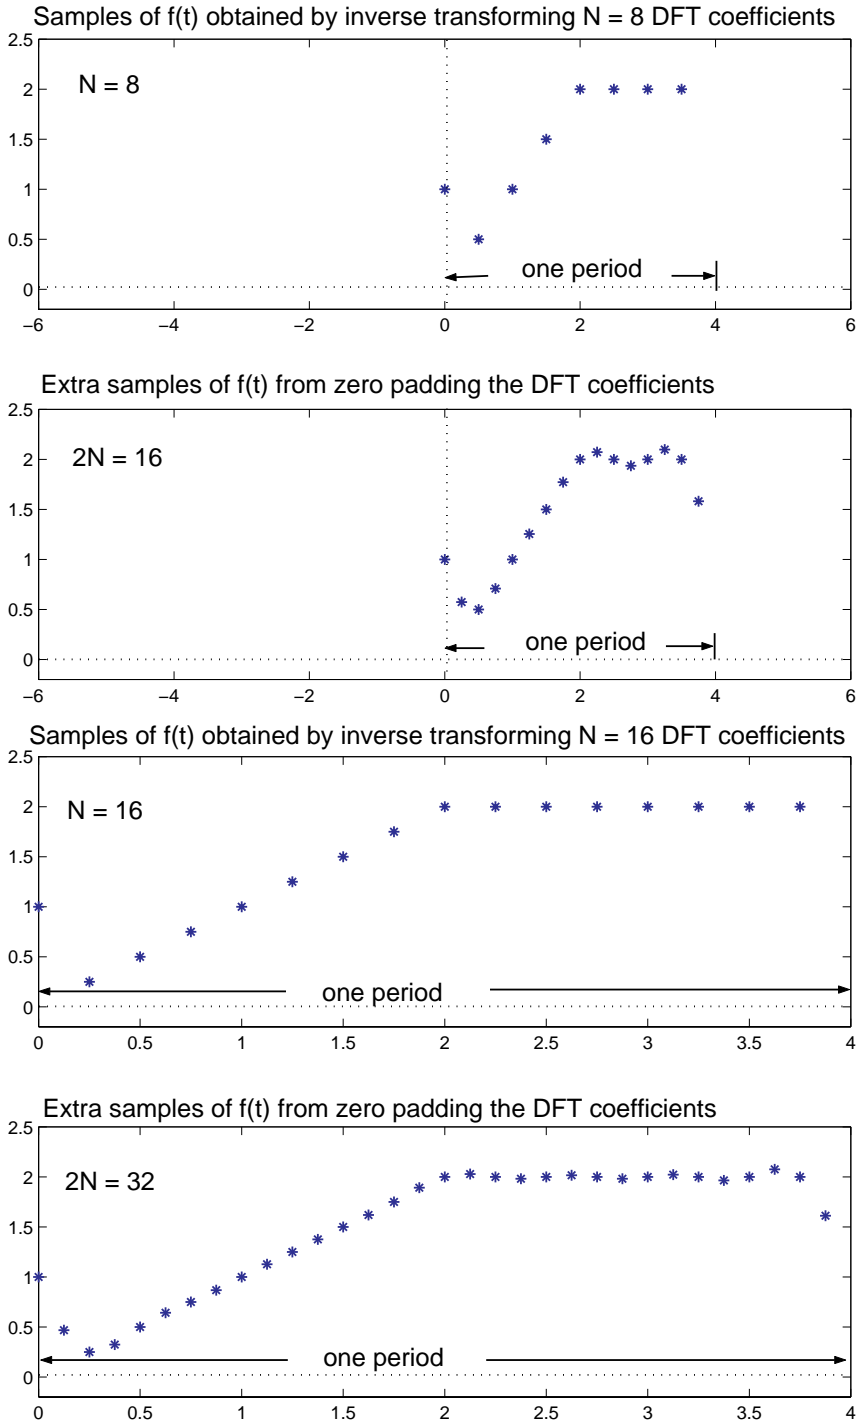 Samples of f(t) obtained by inverse transforming N = 8 DFT coefficients
2.5
N = 8
2
1.5
1
0.5
one period
0
−6 −4 −2 0 2 4 6
Extra samples of f(t) from zero padding the DFT coefficients
2.5
2N = 16
2
1.5
1
0.5
one period
0
−6 −4 −2 0 2 4 6
Samples of f(t) obtained by inverse transforming N = 16 DFT coefficients
2.5
N = 16
2
1.5
1
0.5
one period
0
0 0.5 1 1.5 2 2.5 3 3.5 4
Extra samples of f(t) from zero padding the DFT coefficients
2.5
2N = 32
2
1.5
1
0.5
one period
0
0 0.5 1 1.5 2 2.5 3 3.5 4